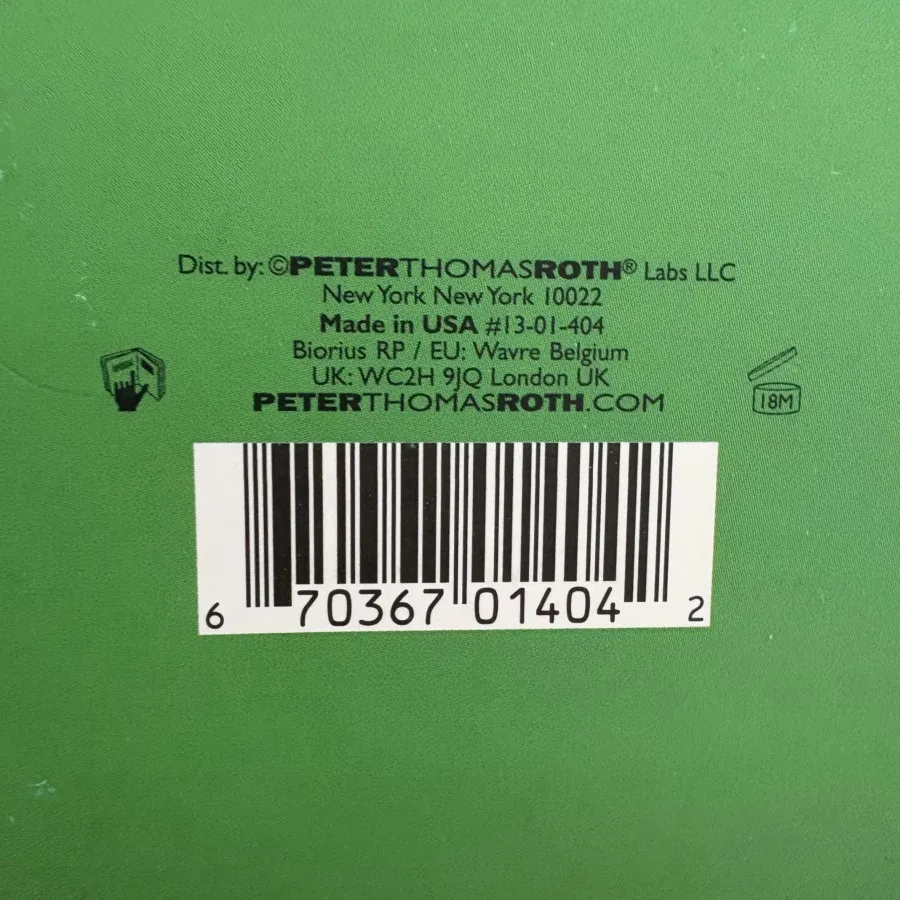 Dist. by: ©PETERTHOMASROTH® Labs LLC
New York New York 10022
Made in USA #13-01-404
Biorius RP / EU: Wavre Belgium
UK: WC2H 9JQ London UK
PETERTHOMASROTH.COM
18M
6 70367 01404 2